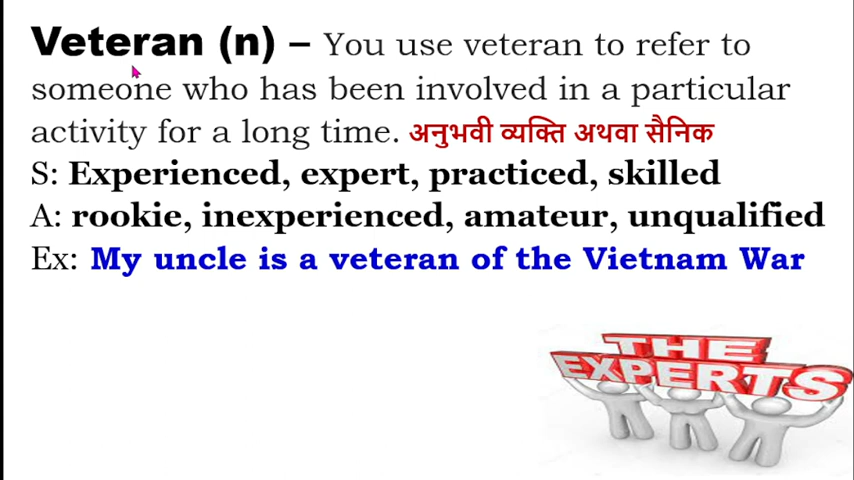 Veteran (n) – You use veteran to refer to
someone who has been involved in a particular
activity for a long time. अनुभवी व्यक्ति अथवा सैनिक
S: Experienced, expert, practiced, skilled
A: rookie, inexperienced, amateur, unqualified
Ex: My uncle is a veteran of the Vietnam War
THE
EXPERTS